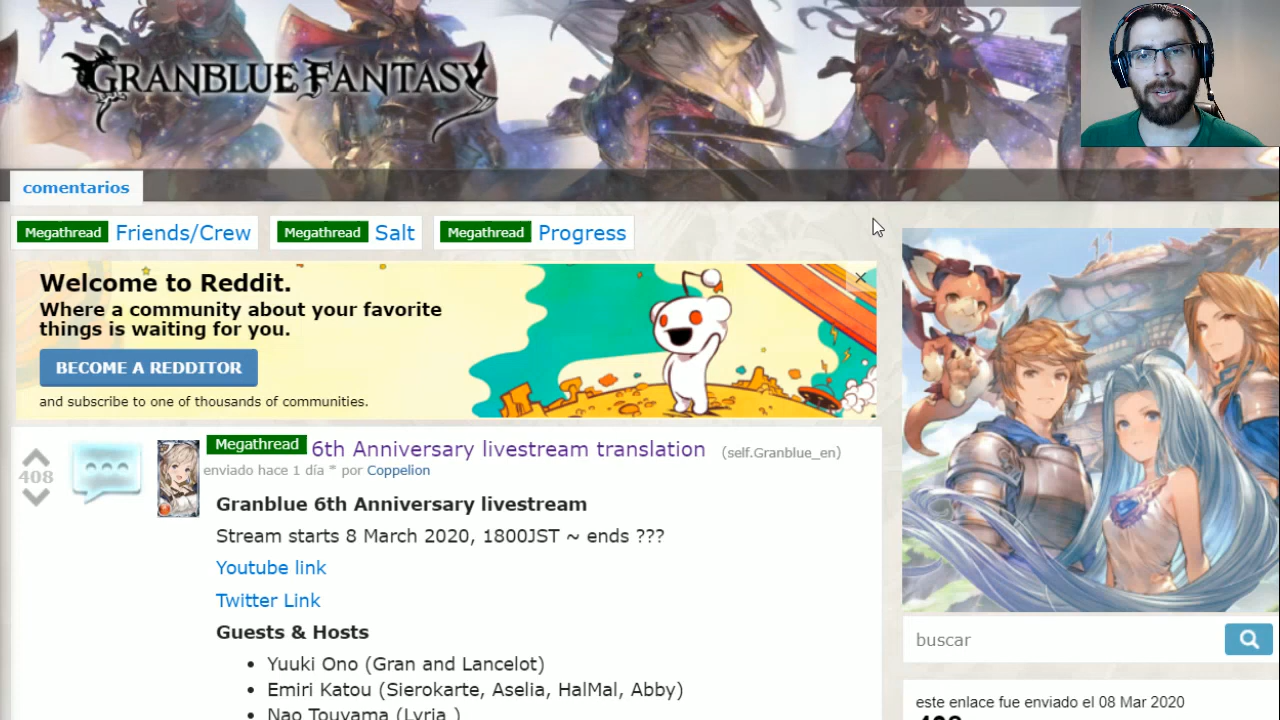 GRANBLUE FANTASY
comentarios
Megathread Friends/Crew
Megathread Salt
Megathread Progress
Welcome to Reddit.
Where a community about your favorite
things is waiting for you.
BECOME A REDDITOR
and subscribe to one of thousands of communities.
408
Megathread 6th Anniversary livestream translation (self.Granblue_en)
enviado hace 1 día * por Coppelion
Granblue 6th Anniversary livestream
Stream starts 8 March 2020, 1800JST ~ ends ???
Youtube link
Twitter Link
Guests & Hosts
• Yuuki Ono (Gran and Lancelot)
• Emiri Katou (Sierokarte, Aselia, HalMal, Abby)
• Nao Touyama (Lyria )
buscar
este enlace fue enviado el 08 Mar 2020